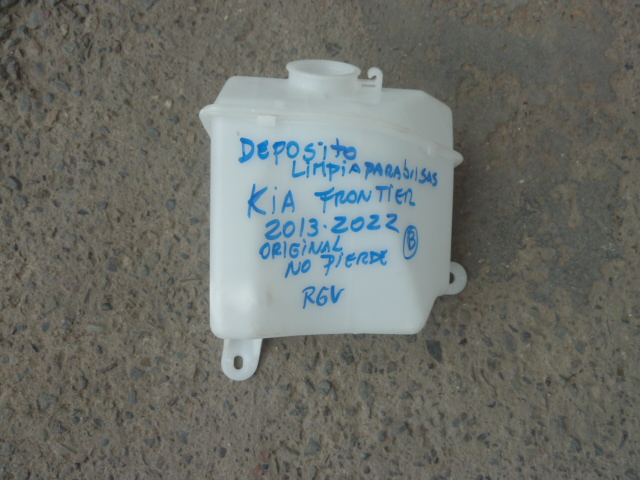 DEPOSito
LIMPIAPARABRISAS
KIA FRONTIER
2013-2022
ORIGINAL B
NO PIERDE
RGV